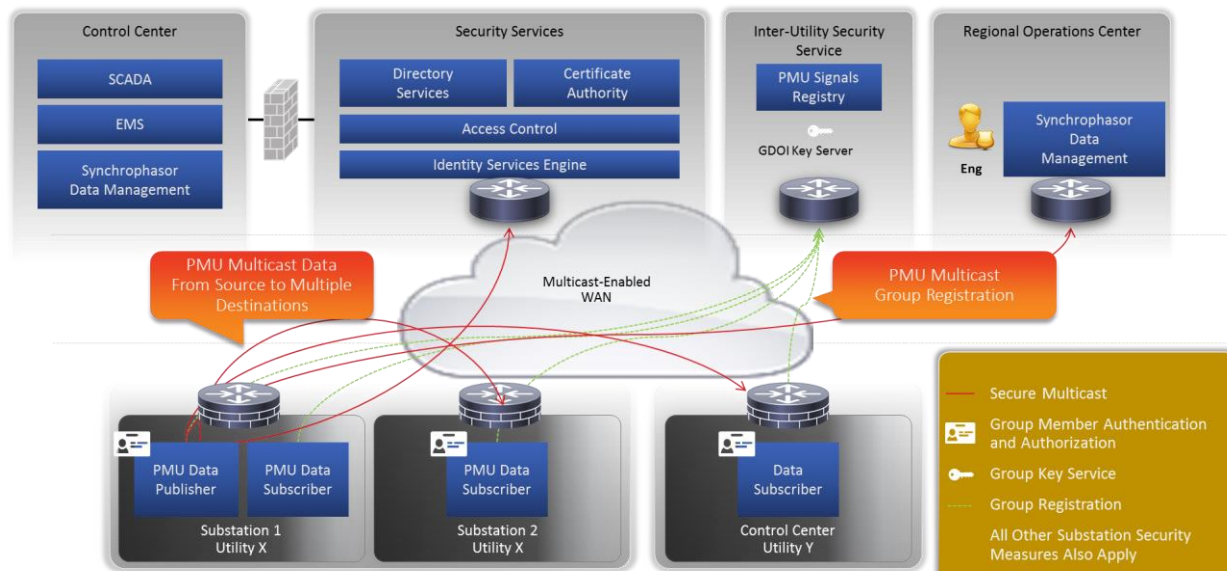 Control Center
SCADA
EMS
Synchrophasor
Data Management
Security Services
Directory
Services
Certificate
Authority
Access Control
Identity Services Engine
Inter-Utility Security
Service
PMU Signals
Registry
GDOI Key Server
Regional Operations Center
Eng
Synchrophasor
Data
Management
PMU Multicast Data
From Source to Multiple
Destinations
Multicast-Enabled
WAN
PMU Multicast
Group Registration
PMU Data
Publisher
PMU Data
Subscriber
Substation 1
Utility X
PMU Data
Subscriber
Substation 2
Utility X
Data
Subscriber
Control Center
Utility Y
Secure Multicast
Group Member Authentication
and Authorization
Group Key Service
Group Registration
All Other Substation Security
Measures Also Apply